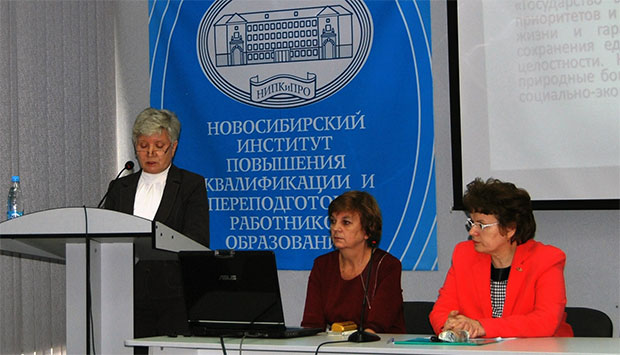 НИПКиПРО
НОВОСИБИРСКИЙ
ИНСТИТУТ
ПОВЫШЕНИЯ
КВАЛИФИКАЦИИ И
ПЕРЕПОДГОТО
РАБОТНИКО
ОБРАЗОВАН
«Государство
приоритетов и
жизни и гар
сохранения ед
целостности.
природные бо
социально-эко